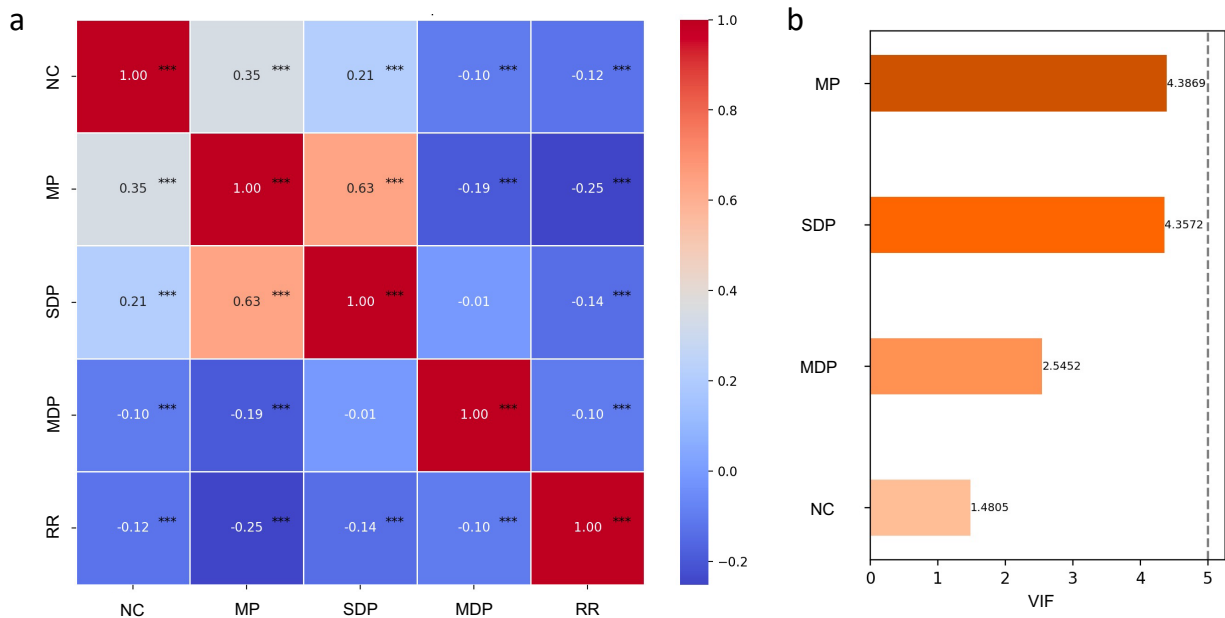 a
NC 1.00 *** 0.35 *** 0.21 *** -0.10 *** -0.12 ***
MP 0.35 *** 1.00 *** 0.63 *** -0.19 *** -0.25 ***
SDP 0.21 *** 0.63 *** 1.00 *** -0.01 -0.14 ***
MDP -0.10 *** -0.19 *** -0.01 1.00 *** -0.10 ***
RR -0.12 *** -0.25 *** -0.14 *** -0.10 *** 1.00 ***
NC MP SDP MDP RR
1.0
0.8
0.6
0.4
0.2
0.0
−0.2
b
MP 4.3869
SDP 4.3572
MDP 2.5452
NC 1.4805
0 1 2 3 4 5
VIF